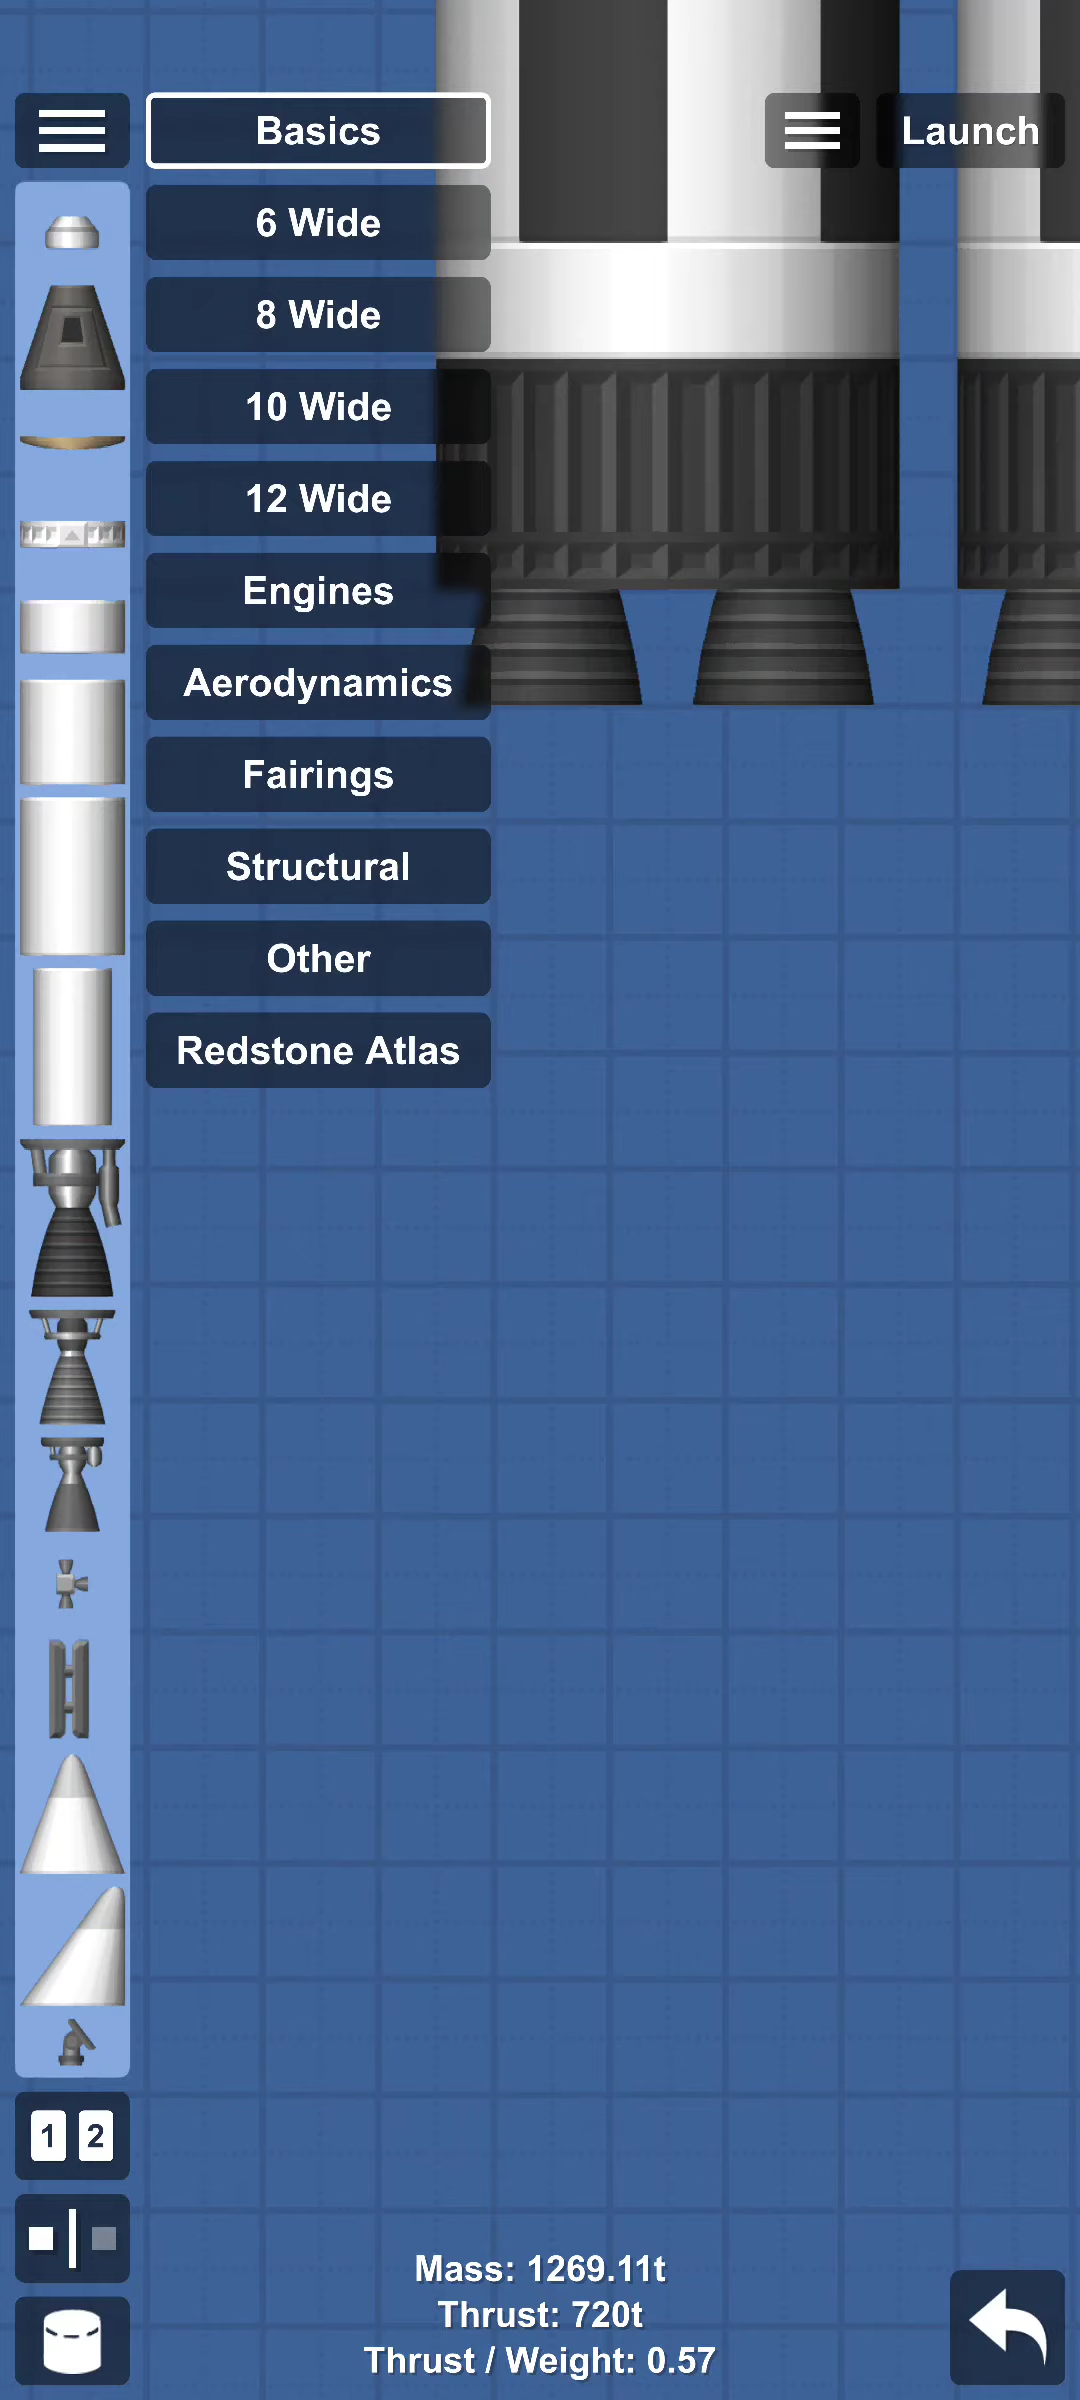 Basics
Launch
6 Wide
8 Wide
10 Wide
12 Wide
Engines
Aerodynamics
Fairings
Structural
Other
Redstone Atlas
1 2
Mass: 1269.11t
Thrust: 720t
Thrust / Weight: 0.57